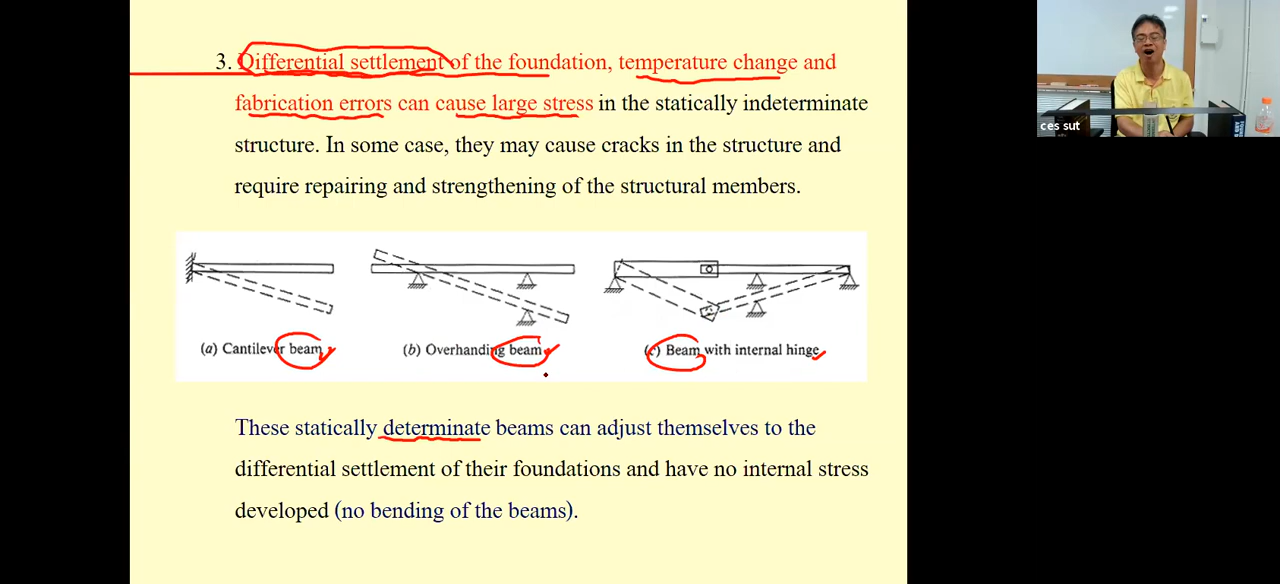 3. Differential settlement of the foundation, temperature change and
fabrication errors can cause large stress in the statically indeterminate
structure. In some case, they may cause cracks in the structure and
require repairing and strengthening of the structural members.
(a) Cantilever beam
(b) Overhanding beam
(c) Beam with internal hinge
These statically determinate beams can adjust themselves to the
differential settlement of their foundations and have no internal stress
developed (no bending of the beams).
ces sut